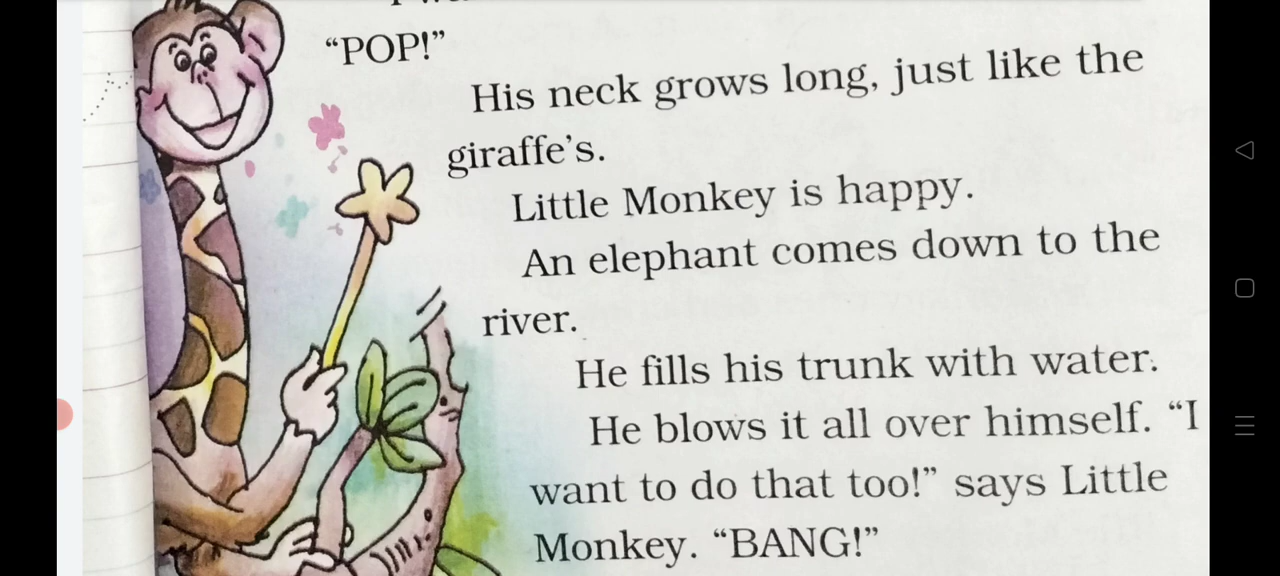 "POP!"
His neck grows long, just like the
giraffe's.
Little Monkey is happy.
An elephant comes down to the
river.
He fills his trunk with water.
He blows it all over himself. "I
want to do that too!" says Little
Monkey. "BANG!"